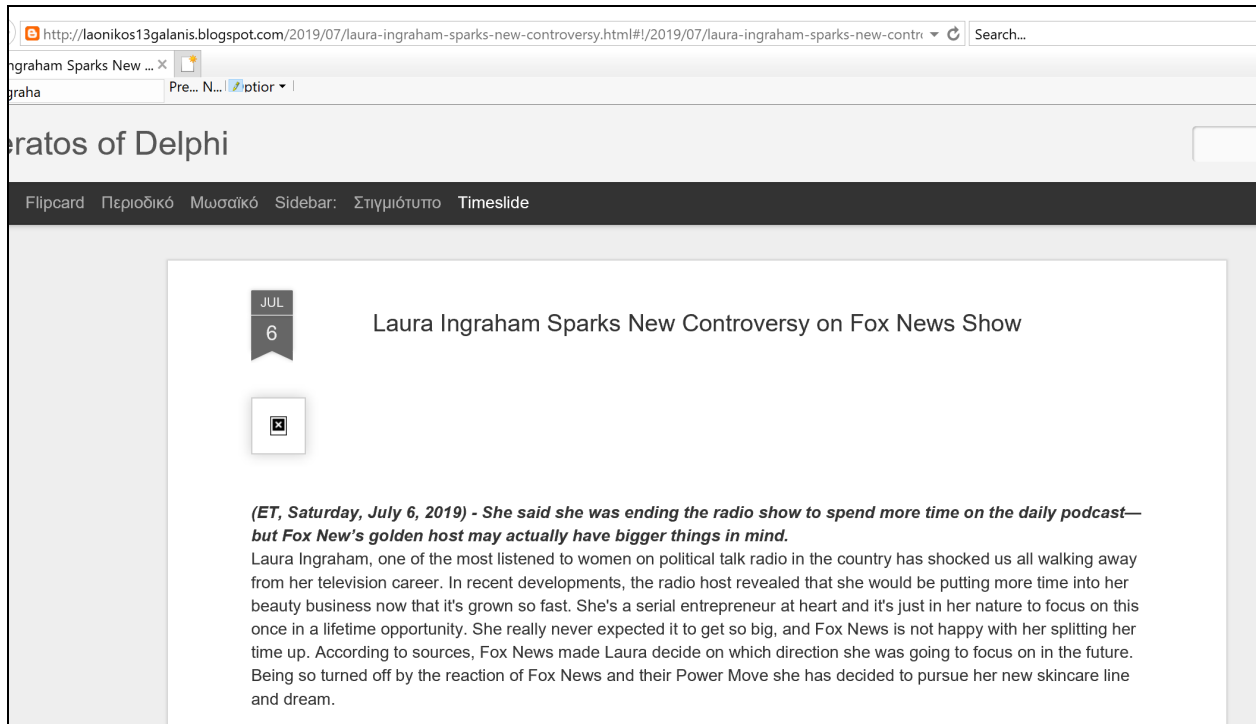 http://laonikos13galanis.blogspot.com/2019/07/laura-ingraham-sparks-new-controversy.html#!/2019/07/laura-ingraham-sparks-new-contr Search...
ngraham Sparks New ...
graha Pre... N... ptior
eratos of Delphi
Flipcard Περιοδικό Μωσαϊκό Sidebar: Στιγμιότυπο Timeslide
JUL
6
Laura Ingraham Sparks New Controversy on Fox News Show
(ET, Saturday, July 6, 2019) - She said she was ending the radio show to spend more time on the daily podcast—
but Fox New's golden host may actually have bigger things in mind.
Laura Ingraham, one of the most listened to women on political talk radio in the country has shocked us all walking away
from her television career. In recent developments, the radio host revealed that she would be putting more time into her
beauty business now that it's grown so fast. She's a serial entrepreneur at heart and it's just in her nature to focus on this
once in a lifetime opportunity. She really never expected it to get so big, and Fox News is not happy with her splitting her
time up. According to sources, Fox News made Laura decide on which direction she was going to focus on in the future.
Being so turned off by the reaction of Fox News and their Power Move she has decided to pursue her new skincare line
and dream.